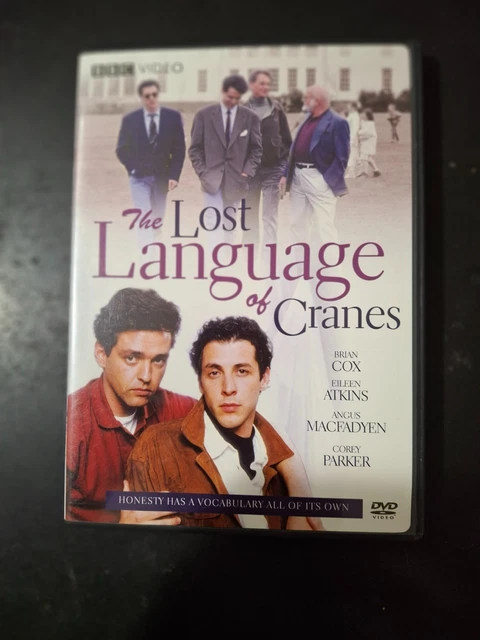 BBC VIDEO
The Lost
Language
of Cranes
BRIAN
COX
EILEEN
ATKINS
ANGUS
MACFADYEN
COREY
PARKER
HONESTY HAS A VOCABULARY ALL OF ITS OWN
DVD
VIDEO